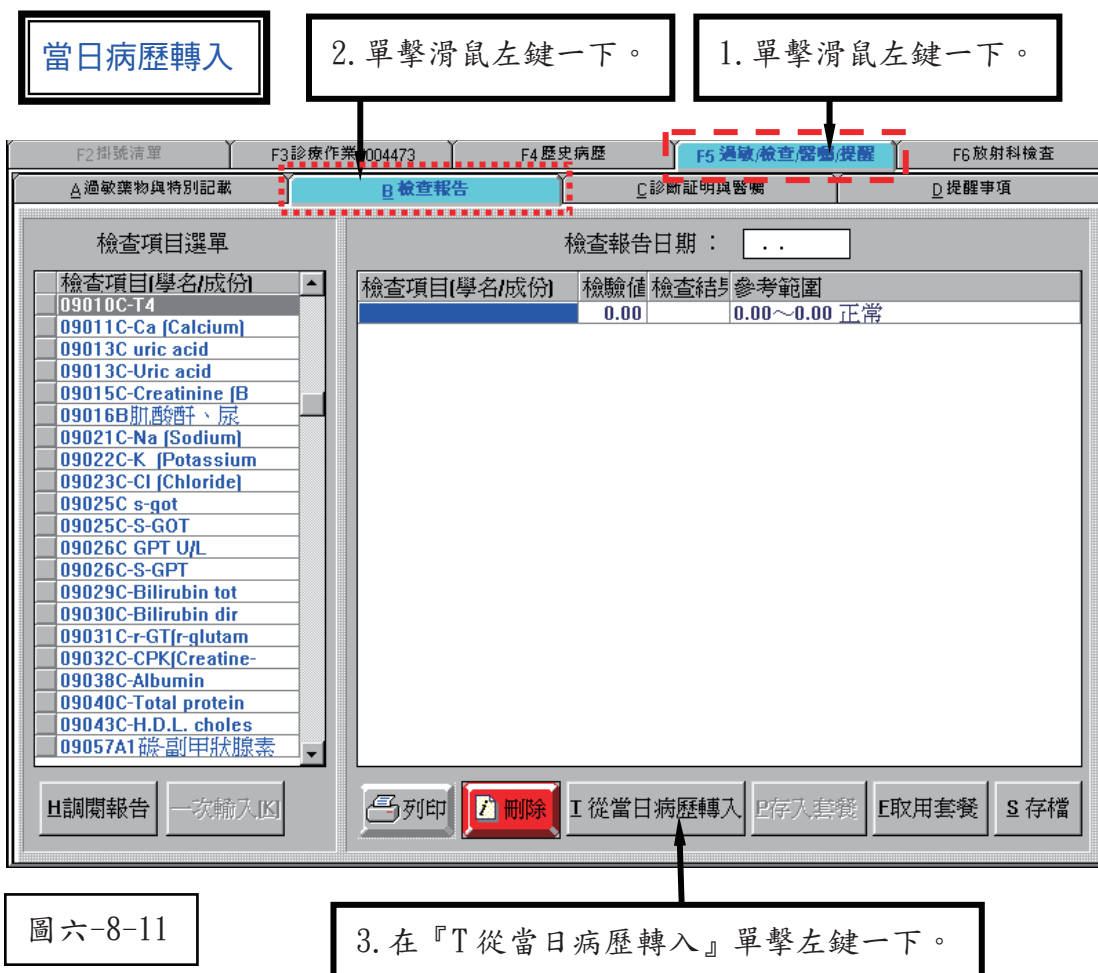 當日病歷轉入
2.單擊滑鼠左鍵一下。
1.單擊滑鼠左鍵一下。
F2掛號清單
F3診療作業 004473
F4歷史病歷
F5 過敏/檢查/醫囑/提醒
F6放射科檢查
A過敏藥物與特別記載
B 檢查報告
C診斷証明與醫囑
D提醒事項
檢查項目選單
檢查報告日期： . .
檢查項目(學名/成份)
09010C-T4
09011C-Ca (Calcium)
09013C uric acid
09013C-Uric acid
09015C-Creatinine (B
09016B肌酸酐、尿
09021C-Na (Sodium)
09022C-K (Potassium
09023C-Cl (Chloride)
09025C s-got
09025C-S-GOT
09026C GPT U/L
09026C-S-GPT
09029C-Bilirubin tot
09030C-Bilirubin dir
09031C-r-GT(r-glutam
09032C-CPK(Creatine-
09038C-Albumin
09040C-Total protein
09043C-H.D.L. choles
09057A1碳-副甲狀腺素
檢查項目(學名/成份) 檢驗值 檢查結 參考範圍
0.00 0.00～0.00 正常
H調閱報告
一次輸入[K]
列印
刪除
T 從當日病歷轉入
P存入套餐
F取用套餐
S 存檔
圖六-8-11
3.在『T從當日病歷轉入』單擊左鍵一下。